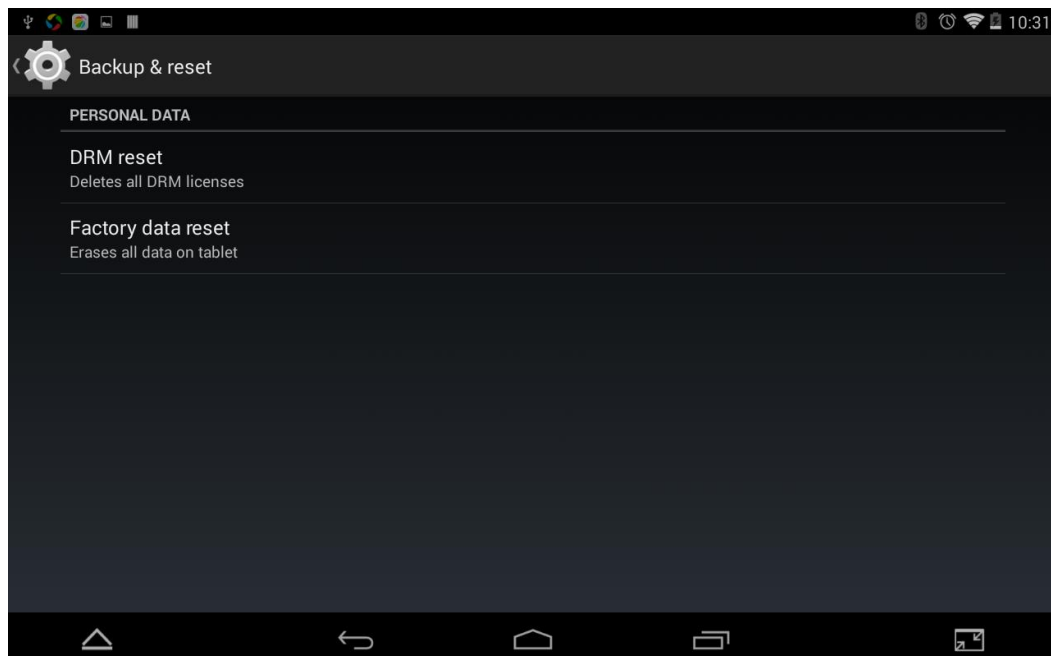 10:31
Backup & reset
PERSONAL DATA
DRM reset
Deletes all DRM licenses
Factory data reset
Erases all data on tablet